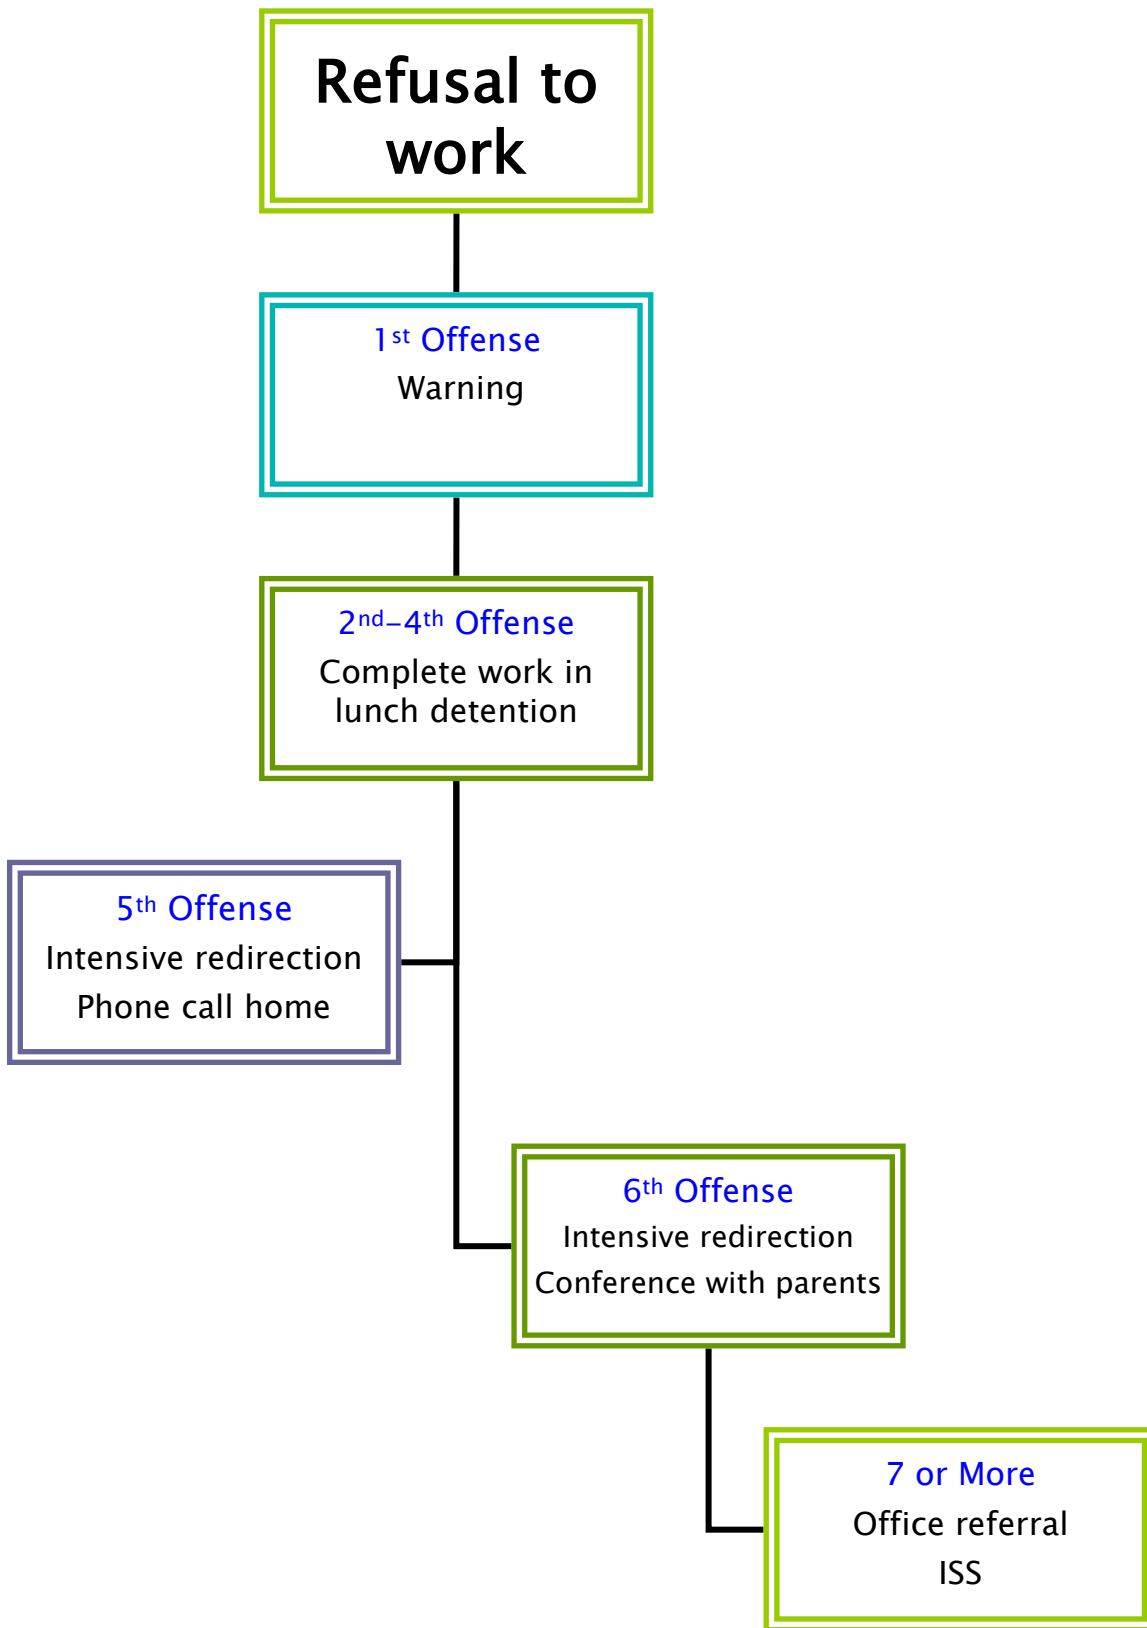 Refusal to
work
1st Offense
Warning
2nd–4th Offense
Complete work in
lunch detention
5th Offense
Intensive redirection
Phone call home
6th Offense
Intensive redirection
Conference with parents
7 or More
Office referral
ISS